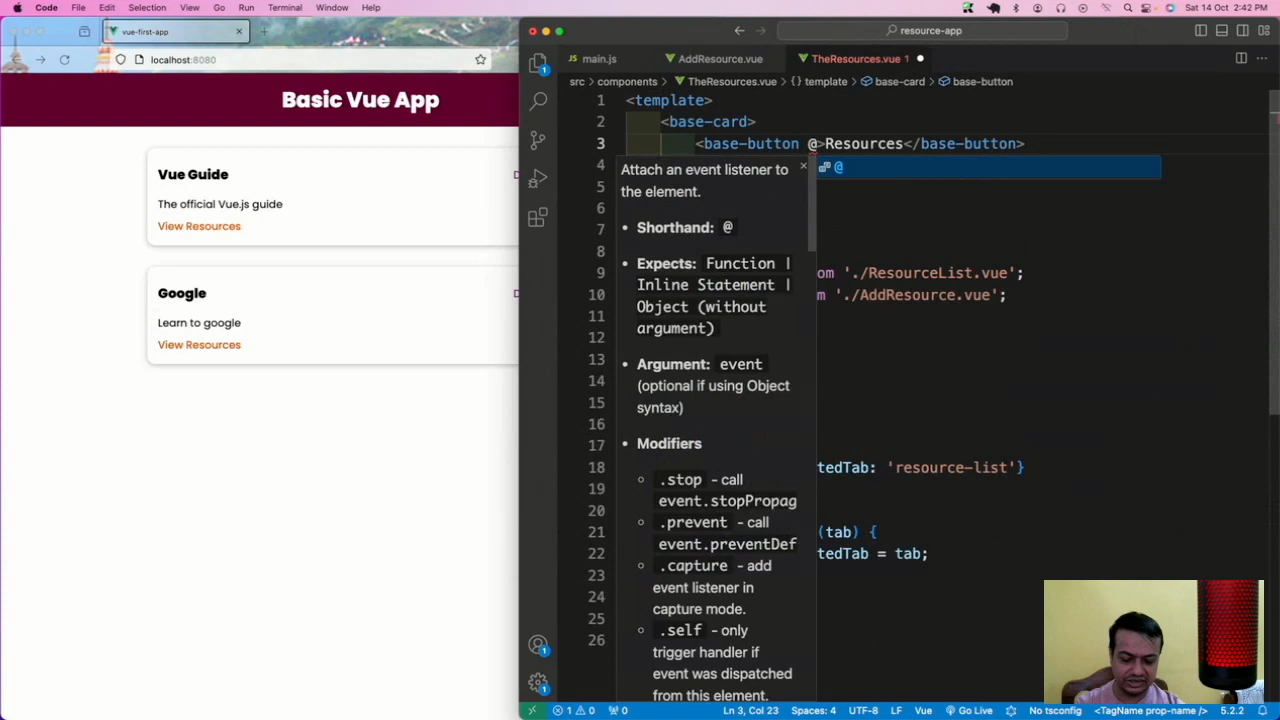 Code File Edit Selection View Go Run Terminal Window Help
Sat 14 Oct 2:42 PM
vue-first-app
resource-app
localhost:8080
main.js
AddResource.vue
TheResources.vue 1
src
components
TheResources.vue
{ } template
base-card
base-button
Basic Vue App
Vue Guide
D
The official Vue.js guide
View Resources
Google
D
Learn to google
View Resources
1 <template>
2 <base-card>
3 <base-button @>Resources</base-button>
4
@
5
6
7
8
9 om './ResourceList.vue';
10 m './AddResource.vue';
11
12
13
14
15
16
17
18 tedTab: 'resource-list'}
19
20
21 (tab) {
22 tedTab = tab;
23
24
25
26
Attach an event listener to
the element.
• Shorthand: @
• Expects: Function |
Inline Statement |
Object (without
argument)
• Argument: event
(optional if using Object
syntax)
• Modifiers
.stop - call
event.stopPropag
.prevent - call
event.preventDef
.capture - add
event listener in
capture mode.
.self - only
trigger handler if
event was dispatched
from this element.
1
1
1
1 0
0
Ln 3, Col 23
Spaces: 4
UTF-8
LF
Vue
Go Live
No tsconfig
<TagName prop-name />
5.2.2